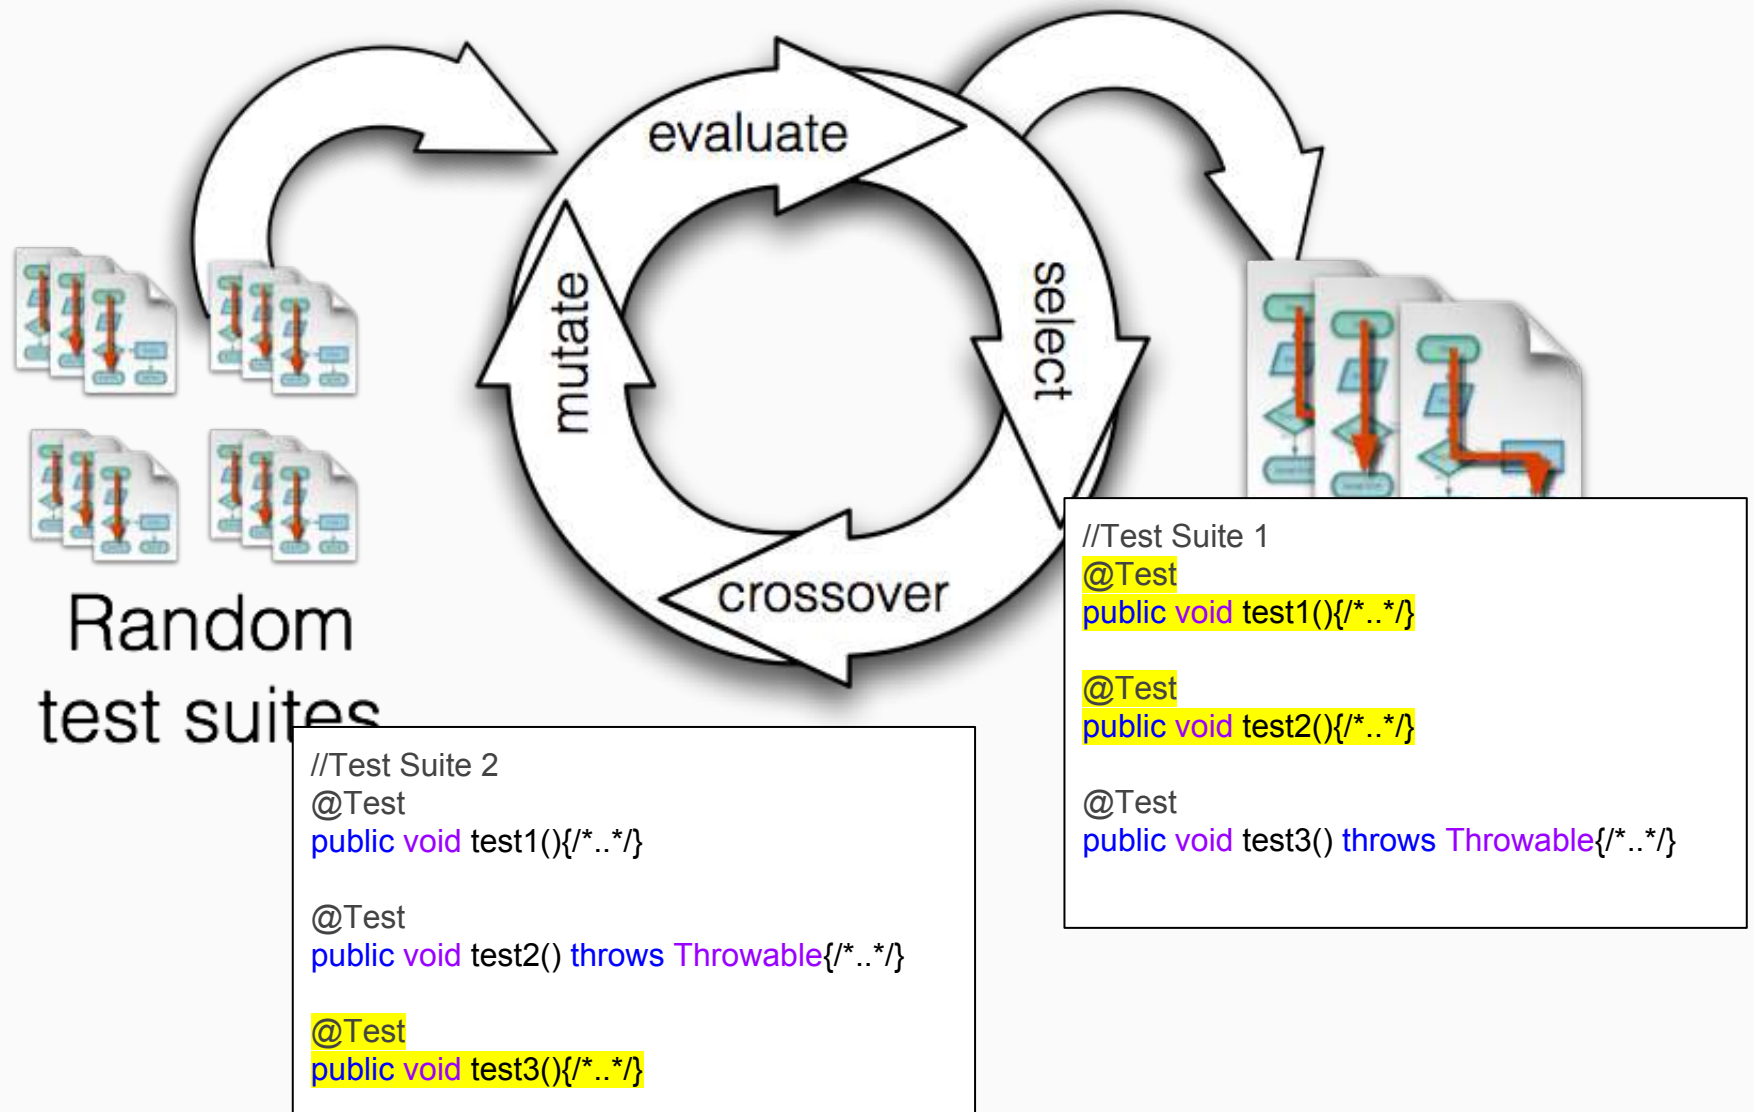 evaluate
select
crossover
mutate
Random
test suites
//Test Suite 1
@Test
public void test1(){/*..*/}
@Test
public void test2(){/*..*/}
@Test
public void test3() throws Throwable{/*..*/}
//Test Suite 2
@Test
public void test1(){/*..*/}
@Test
public void test2() throws Throwable{/*..*/}
@Test
public void test3(){/*..*/}